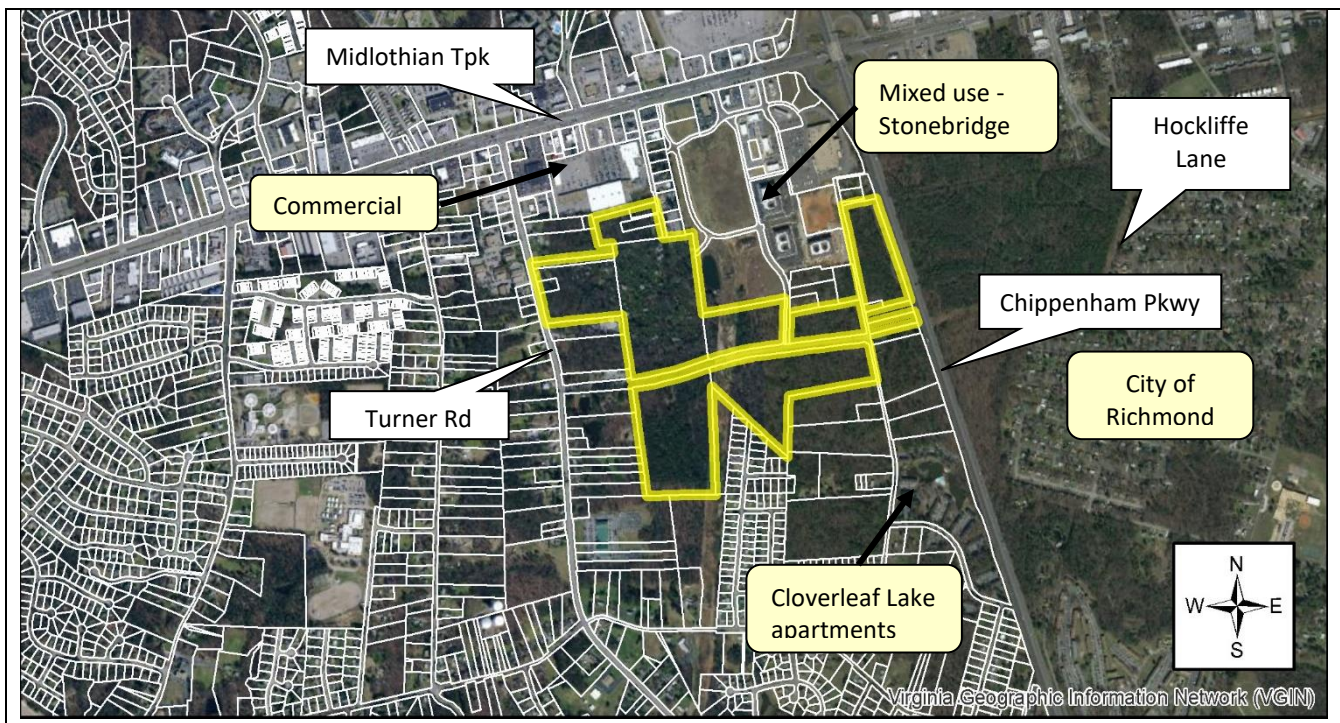 Midlothian Tpk
Mixed use -
Stonebridge
Hockliffe
Lane
Commercial
Chippenham Pkwy
City of
Richmond
Turner Rd
Cloverleaf Lake
apartments
N
W E
S
Virginia Geographic Information Network (VGIN)